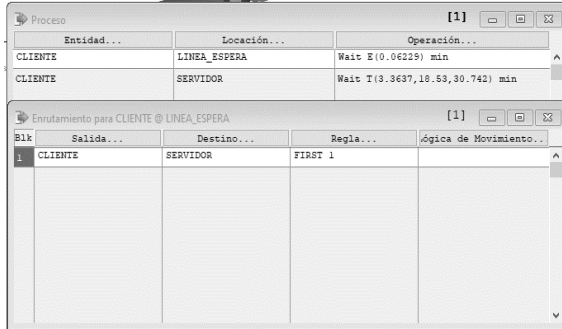 Proceso [1]
Entidad... Locación... Operación...
CLIENTE LINEA_ESPERA Wait E(0.06229) min
CLIENTE SERVIDOR Wait T(3.3637,18.53,30.742) min
Enrutamiento para CLIENTE @ LINEA_ESPERA [1]
Blk Salida... Destino... Regla... ógica de Movimiento..
1 CLIENTE SERVIDOR FIRST 1